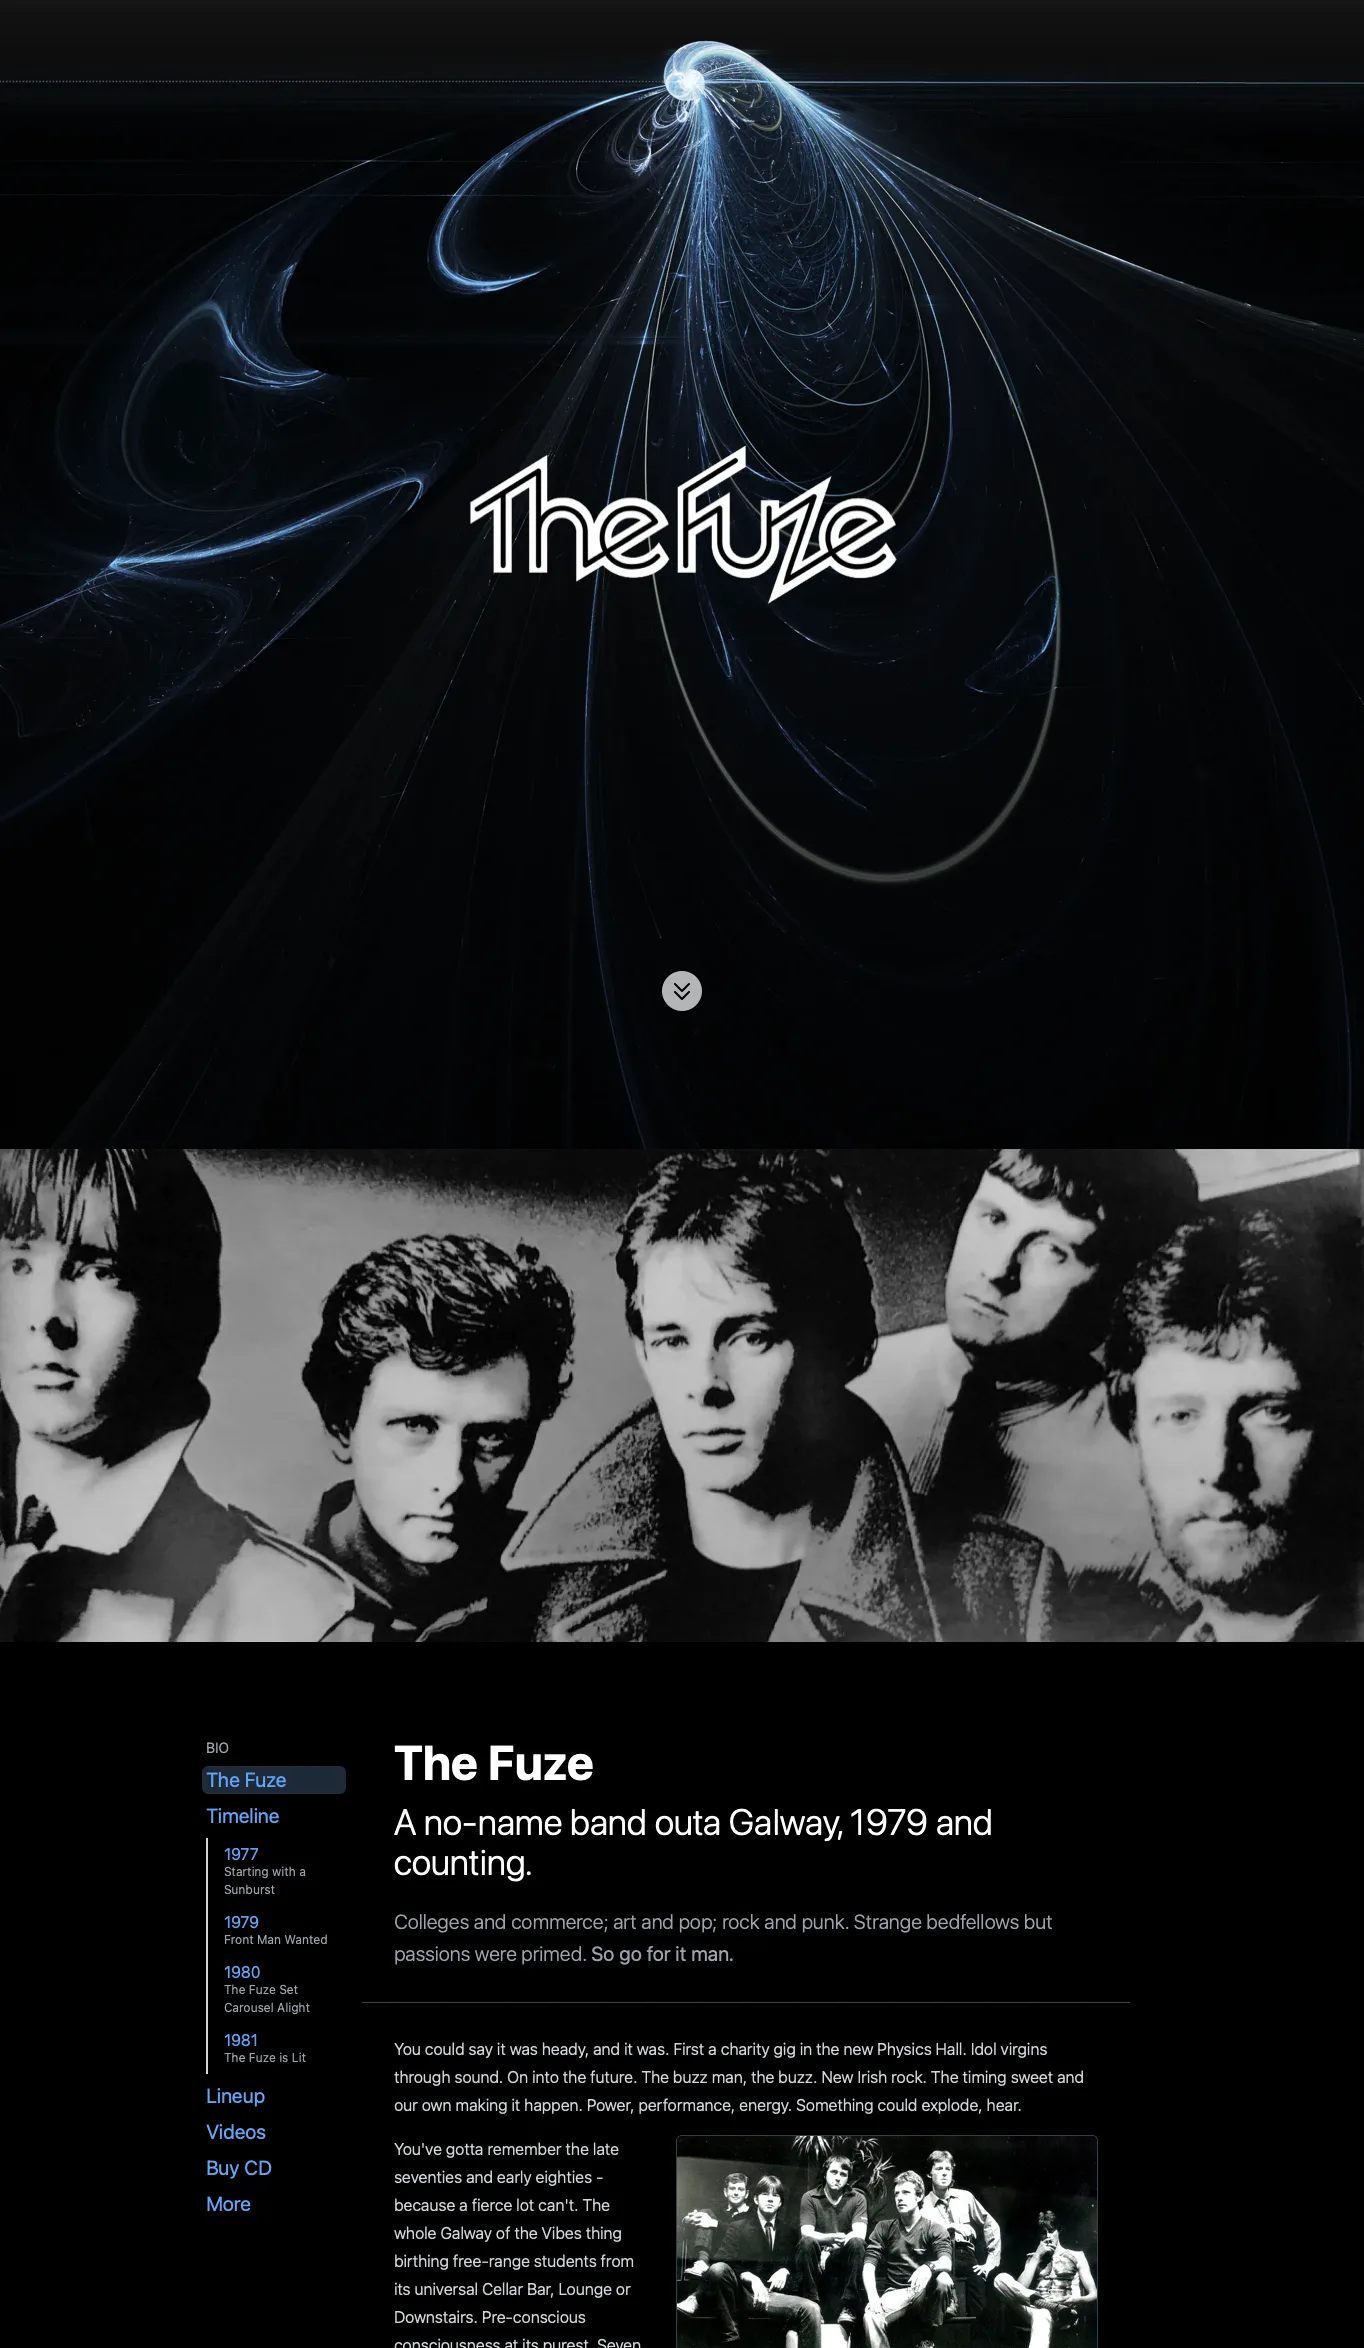 The Fuze
BIO
The Fuze
Timeline
1977
Starting with a
Sunburst
1979
Front Man Wanted
1980
The Fuze Set
Carousel Alight
1981
The Fuze is Lit
Lineup
Videos
Buy CD
More
The Fuze
A no-name band outa Galway, 1979 and
counting.
Colleges and commerce; art and pop; rock and punk. Strange bedfellows but
passions were primed. So go for it man.
You could say it was heady, and it was. First a charity gig in the new Physics Hall. Idol virgins
through sound. On into the future. The buzz man, the buzz. New Irish rock. The timing sweet and
our own making it happen. Power, performance, energy. Something could explode, hear.
You've gotta remember the late
seventies and early eighties -
because a fierce lot can't. The
whole Galway of the Vibes thing
birthing free-range students from
its universal Cellar Bar, Lounge or
Downstairs. Pre-conscious
consciousness at its purest. Seven